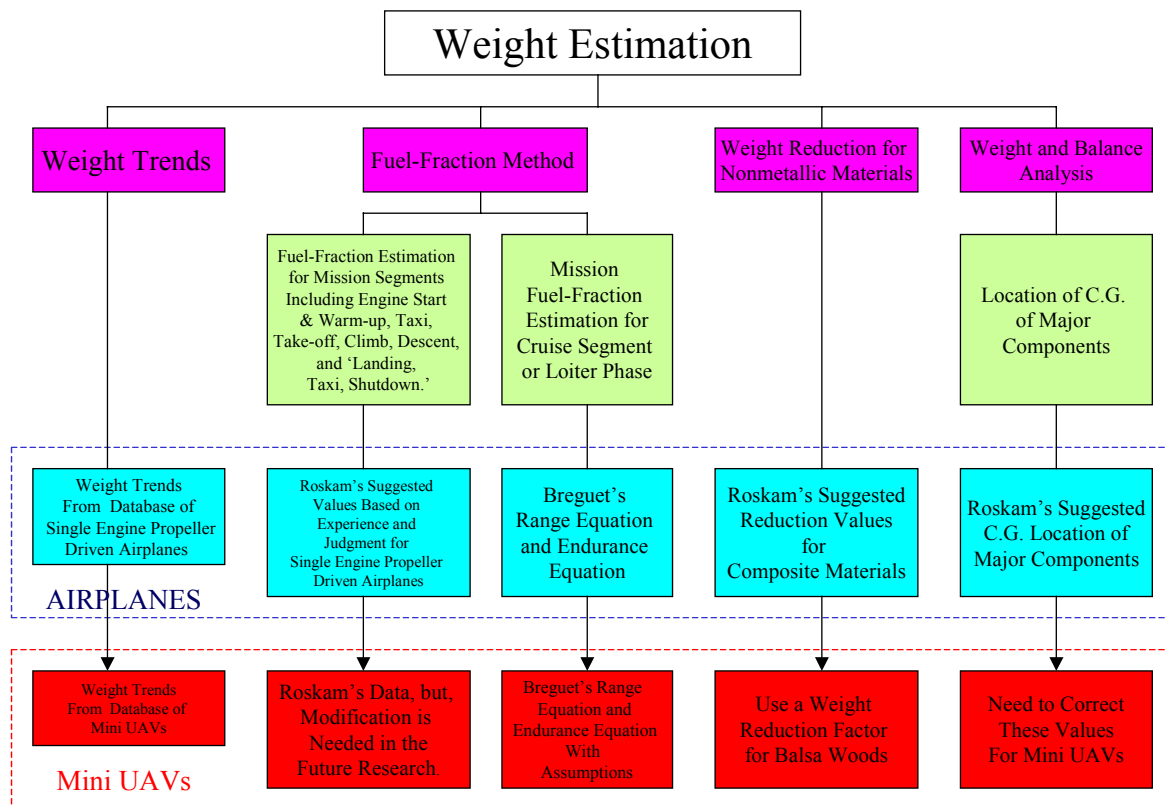 Weight Estimation
Weight Trends
Fuel-Fraction Method
Weight Reduction for
Nonmetallic Materials
Weight and Balance
Analysis
Fuel-Fraction Estimation
for Mission Segments
Including Engine Start
& Warm-up, Taxi,
Take-off, Climb, Descent,
and ‘Landing,
Taxi, Shutdown.’
Mission
Fuel-Fraction
Estimation for
Cruise Segment
or Loiter Phase
Location of C.G.
of Major
Components
Weight Trends
From Database of
Single Engine Propeller
Driven Airplanes
Roskam’s Suggested
Values Based on
Experience and
Judgment for
Single Engine Propeller
Driven Airplanes
Breguet’s
Range Equation
and Endurance
Equation
Roskam’s Suggested
Reduction Values
for
Composite Materials
Roskam’s Suggested
C.G. Location of
Major Components
AIRPLANES
Weight Trends
From Database of
Mini UAVs
Roskam’s Data, but,
Modification is
Needed in the
Future Research.
Breguet’s Range
Equation and
Endurance Equation
With
Assumptions
Use a Weight
Reduction Factor
for Balsa Woods
Need to Correct
These Values
For Mini UAVs
Mini UAVs